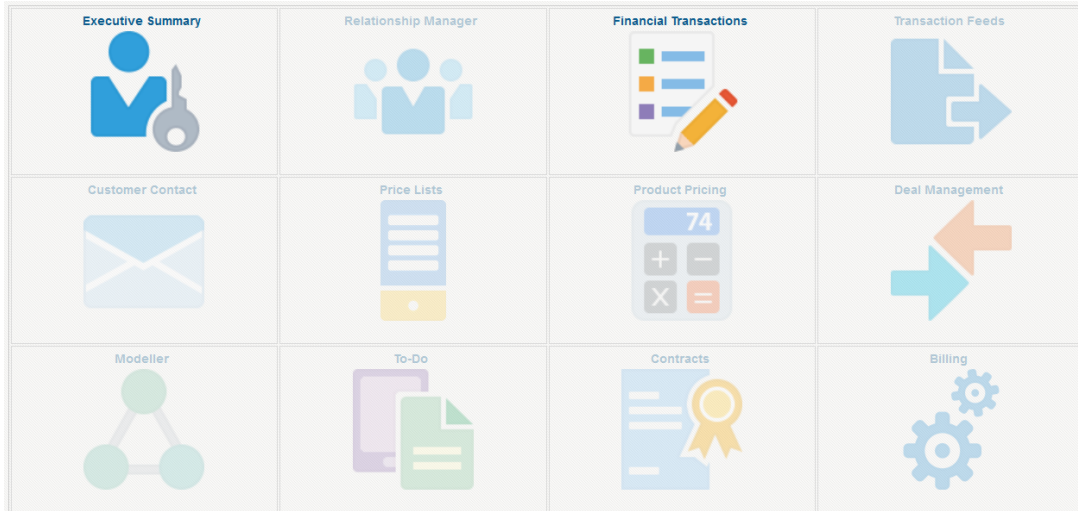 Executive Summary
Relationship Manager
Financial Transactions
Transaction Feeds
Customer Contact
Price Lists
Product Pricing
74
+ −
X =
Deal Management
Modeller
To-Do
Contracts
Billing